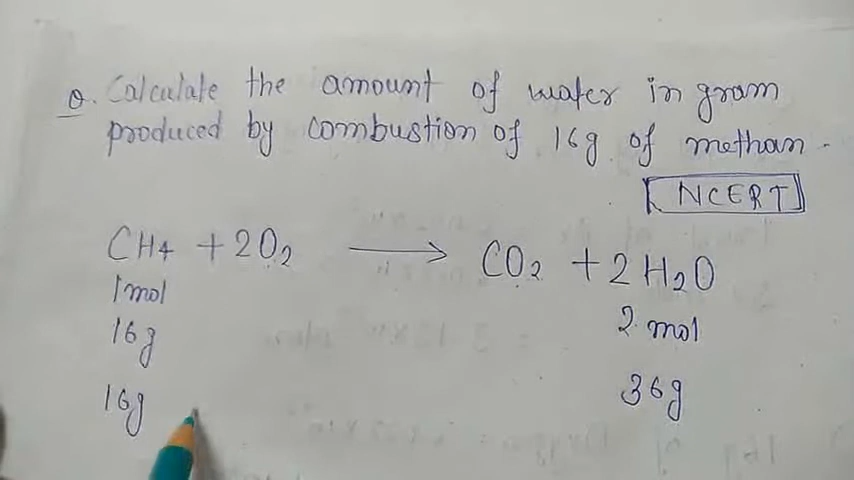 Q. Calculate the amount of water in gram
produced by combustion of 16g of methan.
[NCERT]
CH4 + 2O2 → CO2 + 2H2O
1mol 2 mol
16g
16g 36g